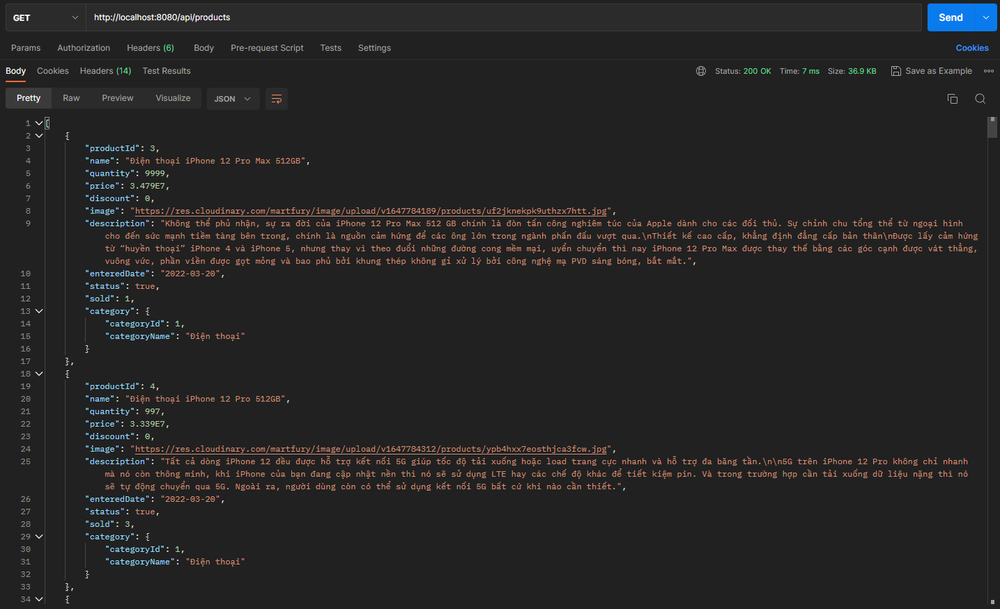 GET http://localhost:8080/api/products Send
Params Authorization Headers (6) Body Pre-request Script Tests Settings Cookies
Body Cookies Headers (14) Test Results Status: 200 OK Time: 7 ms Size: 36.9 KB Save as Example
Pretty Raw Preview Visualize JSON
1 [
2 {
3 "productId": 3,
4 "name": "Điện thoại iPhone 12 Pro Max 512GB",
5 "quantity": 9999,
6 "price": 3.479E7,
7 "discount": 0,
8 "image": "https://res.cloudinary.com/martfury/image/upload/v1647784189/products/uf2jknekpk9uthzx7htt.jpg",
9 "description": "Không thể phủ nhận, sự ra đời của iPhone 12 Pro Max 512 GB chính là đòn tấn công nghiêm túc của Apple dành cho các đối thủ. Sự chỉnh chu tổng thể từ ngoại hình
cho đến sức mạnh tiềm tàng bên trong, chính là nguồn cảm hứng để các ông lớn trong ngành phấn đấu vượt qua.\nThiết kế cao cấp, khẳng định đẳng cấp bản thân\nĐược lấy cảm hứng
từ “huyền thoại” iPhone 4 và iPhone 5, nhưng thay vì theo đuổi những đường cong mềm mại, uyển chuyển thì nay iPhone 12 Pro Max được thay thế bằng các góc cạnh được vát thẳng,
vuông vức, phần viền được gọt mỏng và bao phủ bởi khung thép không gỉ xử lý bởi công nghệ mạ PVD sáng bóng, bắt mắt.",
10 "enteredDate": "2022-03-20",
11 "status": true,
12 "sold": 1,
13 "category": {
14 "categoryId": 1,
15 "categoryName": "Điện thoại"
16 }
17 },
18 {
19 "productId": 4,
20 "name": "Điện thoại iPhone 12 Pro 512GB",
21 "quantity": 997,
22 "price": 3.339E7,
23 "discount": 0,
24 "image": "https://res.cloudinary.com/martfury/image/upload/v1647784312/products/ypb4hxx7eosthjca3fcw.jpg",
25 "description": "Tất cả dòng iPhone 12 đều được hỗ trợ kết nối 5G giúp tốc độ tải xuống hoặc load trang cực nhanh và hỗ trợ đa băng tần.\n\n5G trên iPhone 12 Pro không chỉ nhanh
mà nó còn thông minh, khi iPhone của bạn đang cập nhật nền thì nó sẽ sử dụng LTE hay các chế độ khác để tiết kiệm pin. Và trong trường hợp cần tải xuống dữ liệu nặng thì nó
sẽ tự động chuyển qua 5G. Ngoài ra, người dùng còn có thể sử dụng kết nối 5G bất cứ khi nào cần thiết.",
26 "enteredDate": "2022-03-20",
27 "status": true,
28 "sold": 3,
29 "category": {
30 "categoryId": 1,
31 "categoryName": "Điện thoại"
32 }
33 },
34 {